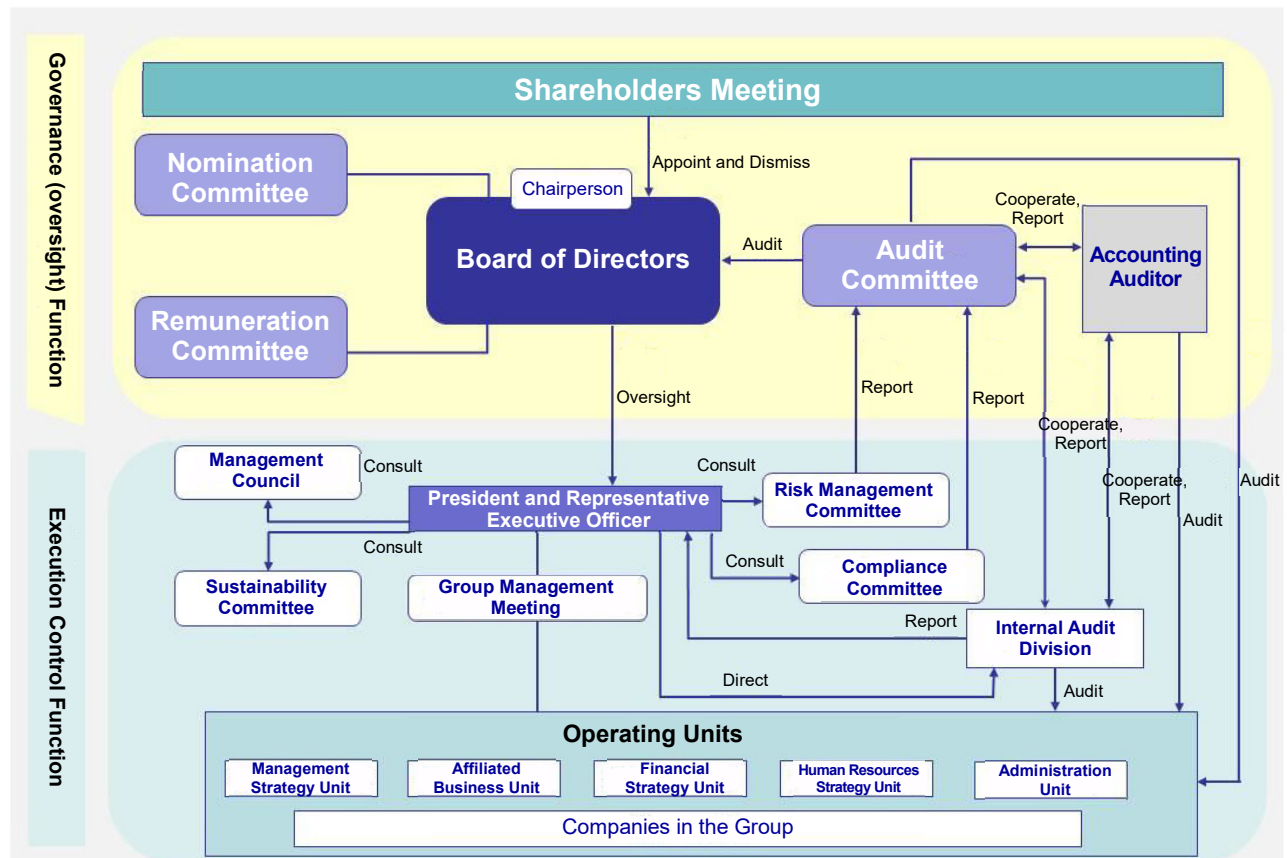 Governance (oversight) Function
Shareholders Meeting
Appoint and Dismiss
Nomination
Committee
Chairperson
Board of Directors
Audit
Audit
Committee
Cooperate,
Report
Accounting
Auditor
Remuneration
Committee
Oversight
Report
Report
Cooperate,
Report
Cooperate,
Report
Audit
Audit
Execution Control Function
Management
Council
Consult
President and Representative
Executive Officer
Consult
Risk Management
Committee
Consult
Sustainability
Committee
Group Management
Meeting
Consult
Compliance
Committee
Report
Internal Audit
Division
Direct
Audit
Operating Units
Management
Strategy Unit
Affiliated
Business Unit
Financial
Strategy Unit
Human Resources
Strategy Unit
Administration
Unit
Companies in the Group